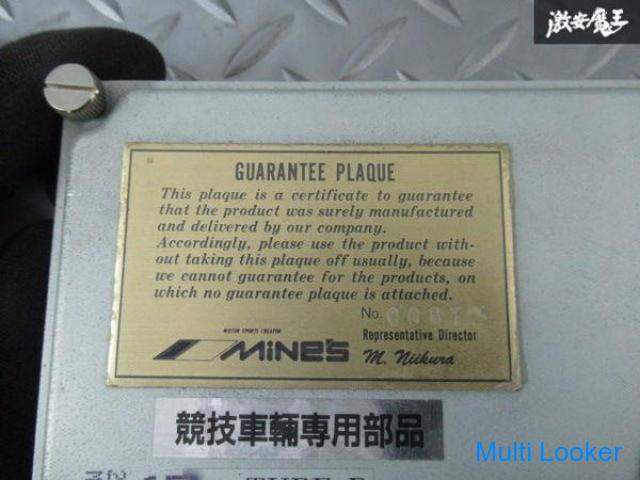 激安魔王
GUARANTEE PLAQUE
This plaque is a certificate to guarantee
that the product was surely manufactured
and delivered by our company.
Accordingly, please use the product with-
out taking this plaque off usually, because
we cannot guarantee for the products, on
which no guarantee plaque is attached.
No.
MOTOR SPORTS CREATOR
MiNe's
Representative Director
M. Niikura
競技車輛専用部品
Multi Looker